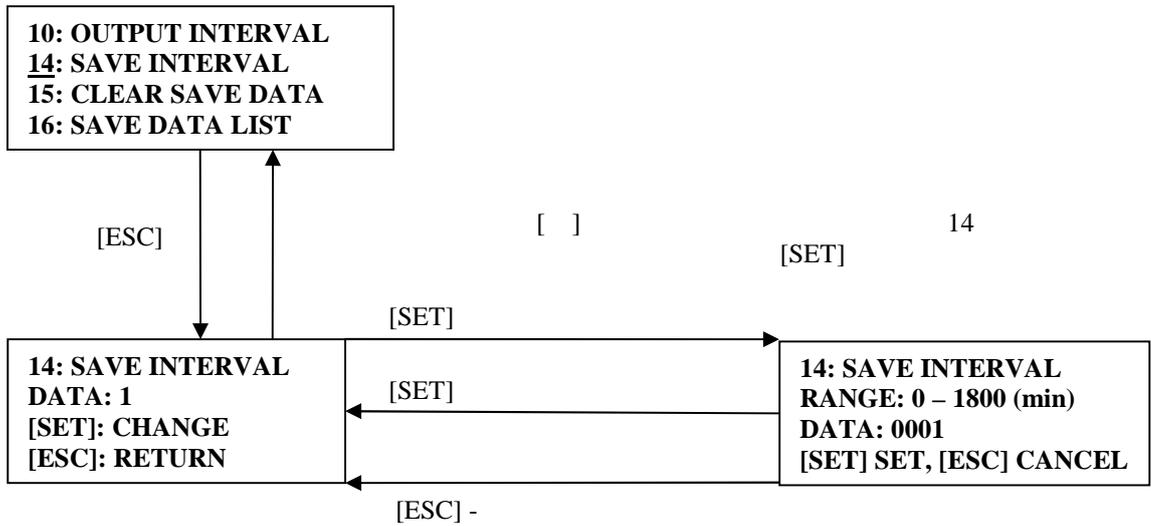 10: OUTPUT INTERVAL
14: SAVE INTERVAL
15: CLEAR SAVE DATA
16: SAVE DATA LIST
[ESC]
[ ] 14
[SET]
[SET]
14: SAVE INTERVAL
DATA: 1
[SET]: CHANGE
[ESC]: RETURN
[SET]
14: SAVE INTERVAL
RANGE: 0 – 1800 (min)
DATA: 0001
[SET] SET, [ESC] CANCEL
[ESC] -